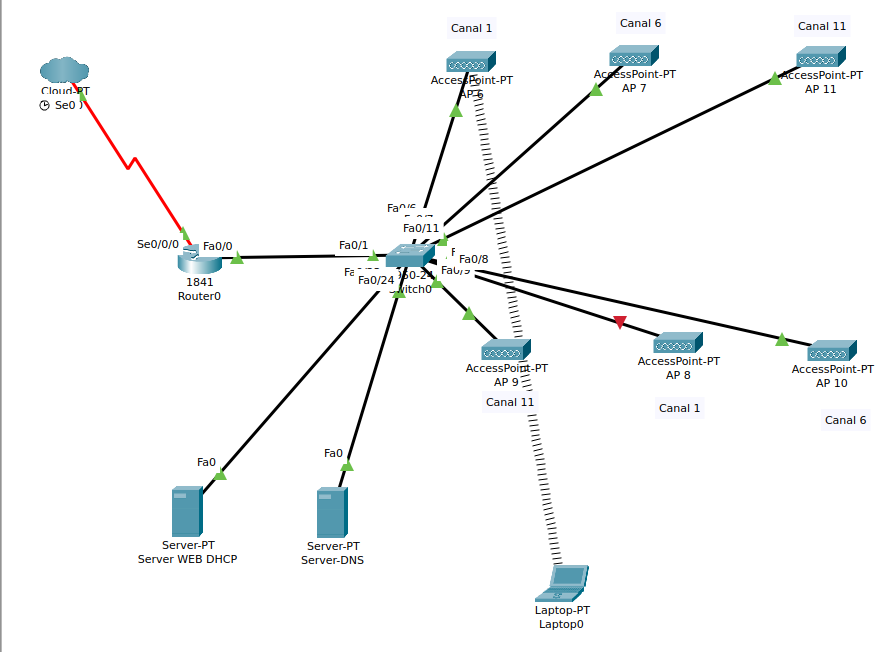 Canal 1
Canal 6
Canal 11
AccessPoint-PT
AP 6
AccessPoint-PT
AP 7
AccessPoint-PT
AP 11
Cloud-PT
Se0
Fa0/6
Fa0/11
Se0/0/0
Fa0/0
Fa0/1
1841
Router0
Fa0/8
Fa0/9
Fa0/24
Switch0
AccessPoint-PT
AP 9
Canal 11
AccessPoint-PT
AP 8
Canal 1
AccessPoint-PT
AP 10
Canal 6
Fa0
Fa0
Server-PT
Server WEB DHCP
Server-PT
Server-DNS
Laptop-PT
Laptop0